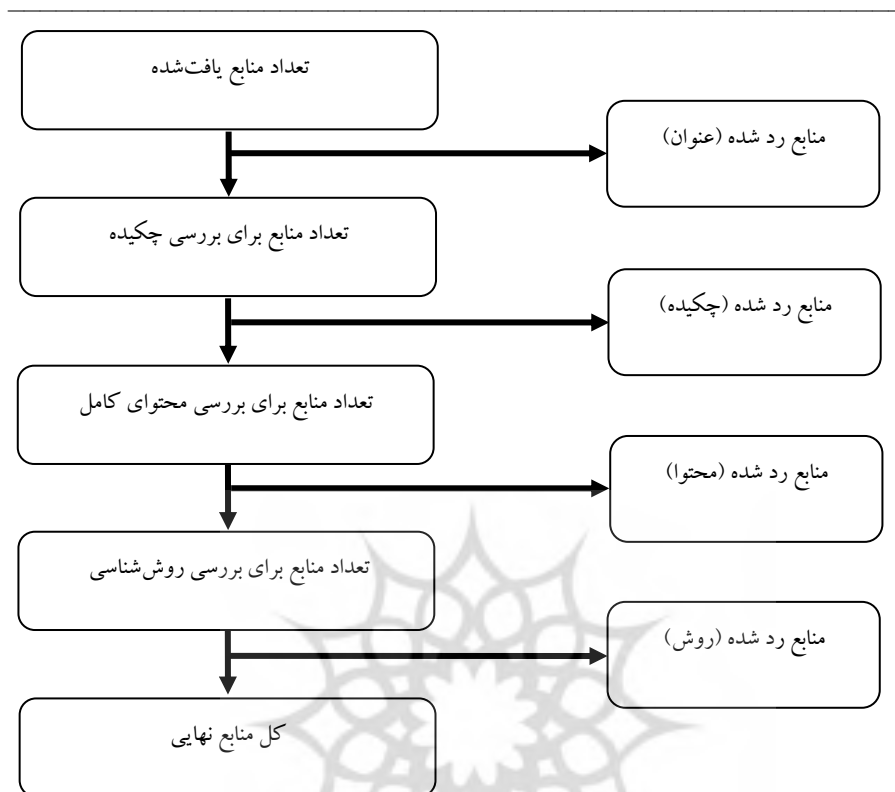 تعداد منابع یافت‌شده
منابع رد شده (عنوان)
تعداد منابع برای بررسی چکیده
منابع رد شده (چکیده)
تعداد منابع برای بررسی محتوای کامل
منابع رد شده (محتوا)
تعداد منابع برای بررسی روش‌شناسی
منابع رد شده (روش)
کل منابع نهایی